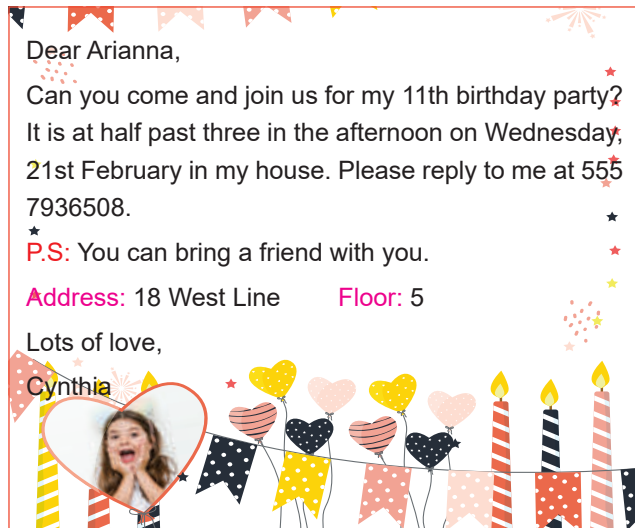 Dear Arianna,
Can you come and join us for my 11th birthday party?
It is at half past three in the afternoon on Wednesday,
21st February in my house. Please reply to me at 555
7936508.
P.S: You can bring a friend with you.
Address: 18 West Line Floor: 5
Lots of love,
Cynthia